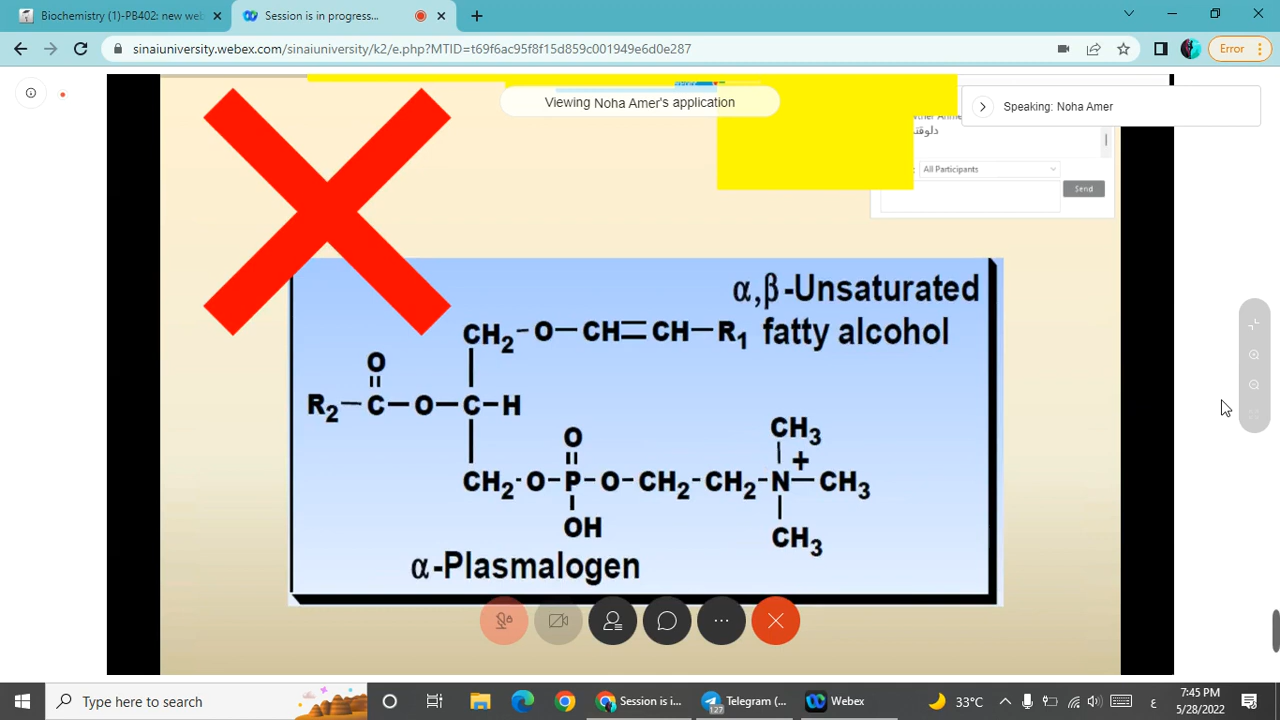 Biochemistry (1)-PB402: new web
Session is in progress...
sinaiuniversity.webex.com/sinaiuniversity/k2/e.php?MTID=t69f6ac95f8f15d859c001949e6d0e287
Error
Viewing Noha Amer's application
Speaking: Noha Amer
دلوقتي
All Participants
Send
α,β-Unsaturated
fatty alcohol
CH2-O-CH=CH-R1
O
R2-C-O-C-H
O
CH3
+
CH2-O-P-O-CH2-CH2-N-CH3
OH
CH3
α-Plasmalogen
Type here to search
Session is i...
127
Telegram (...
Webex
33°C
ع
7:45 PM
5/28/2022